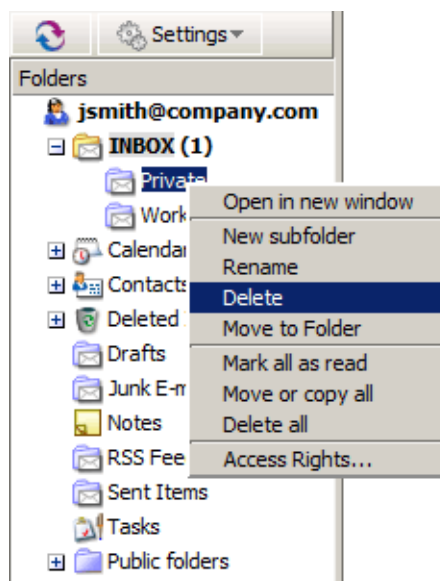 Settings
Folders
jsmith@company.com
INBOX (1)
Private
Work
Calendar
Contacts
Deleted
Drafts
Junk E-m
Notes
RSS Fee
Sent Items
Tasks
Public folders
Open in new window
New subfolder
Rename
Delete
Move to Folder
Mark all as read
Move or copy all
Delete all
Access Rights...